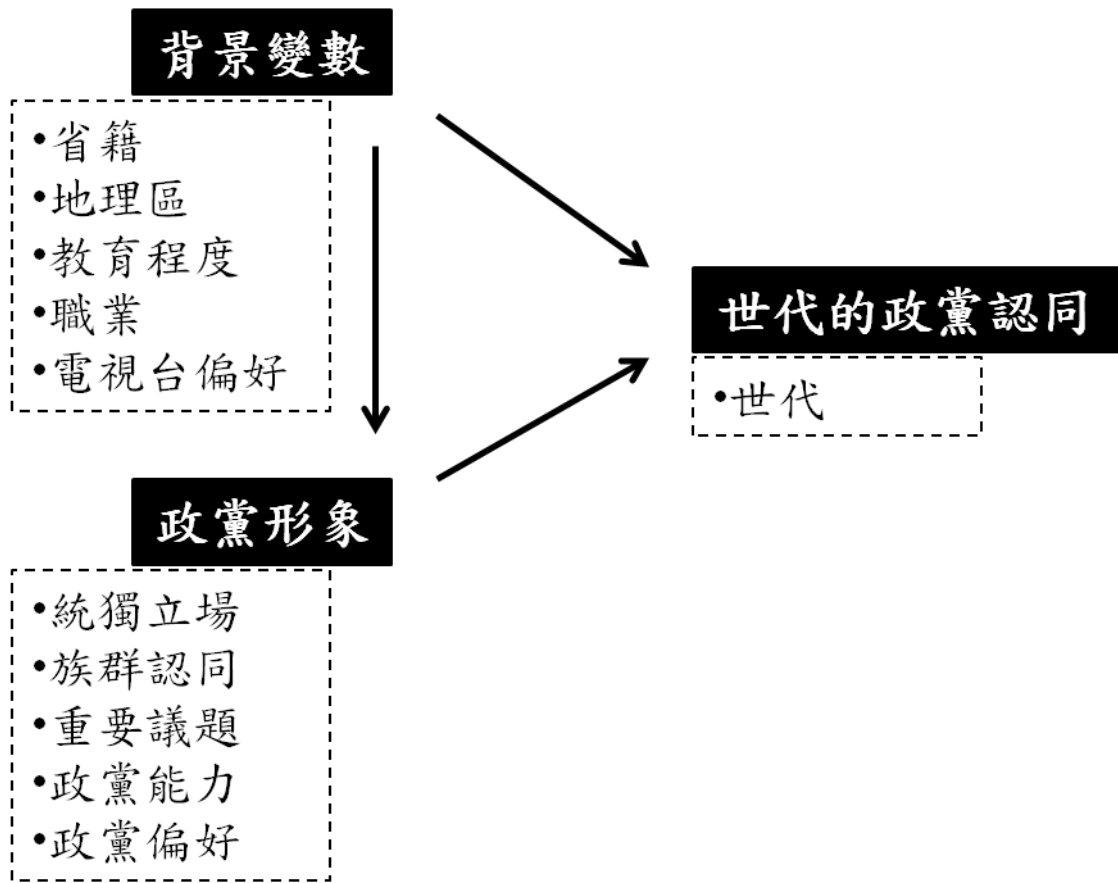 背景變數
•省籍
•地理區
•教育程度
•職業
•電視台偏好
世代的政黨認同
•世代
政黨形象
•統獨立場
•族群認同
•重要議題
•政黨能力
•政黨偏好